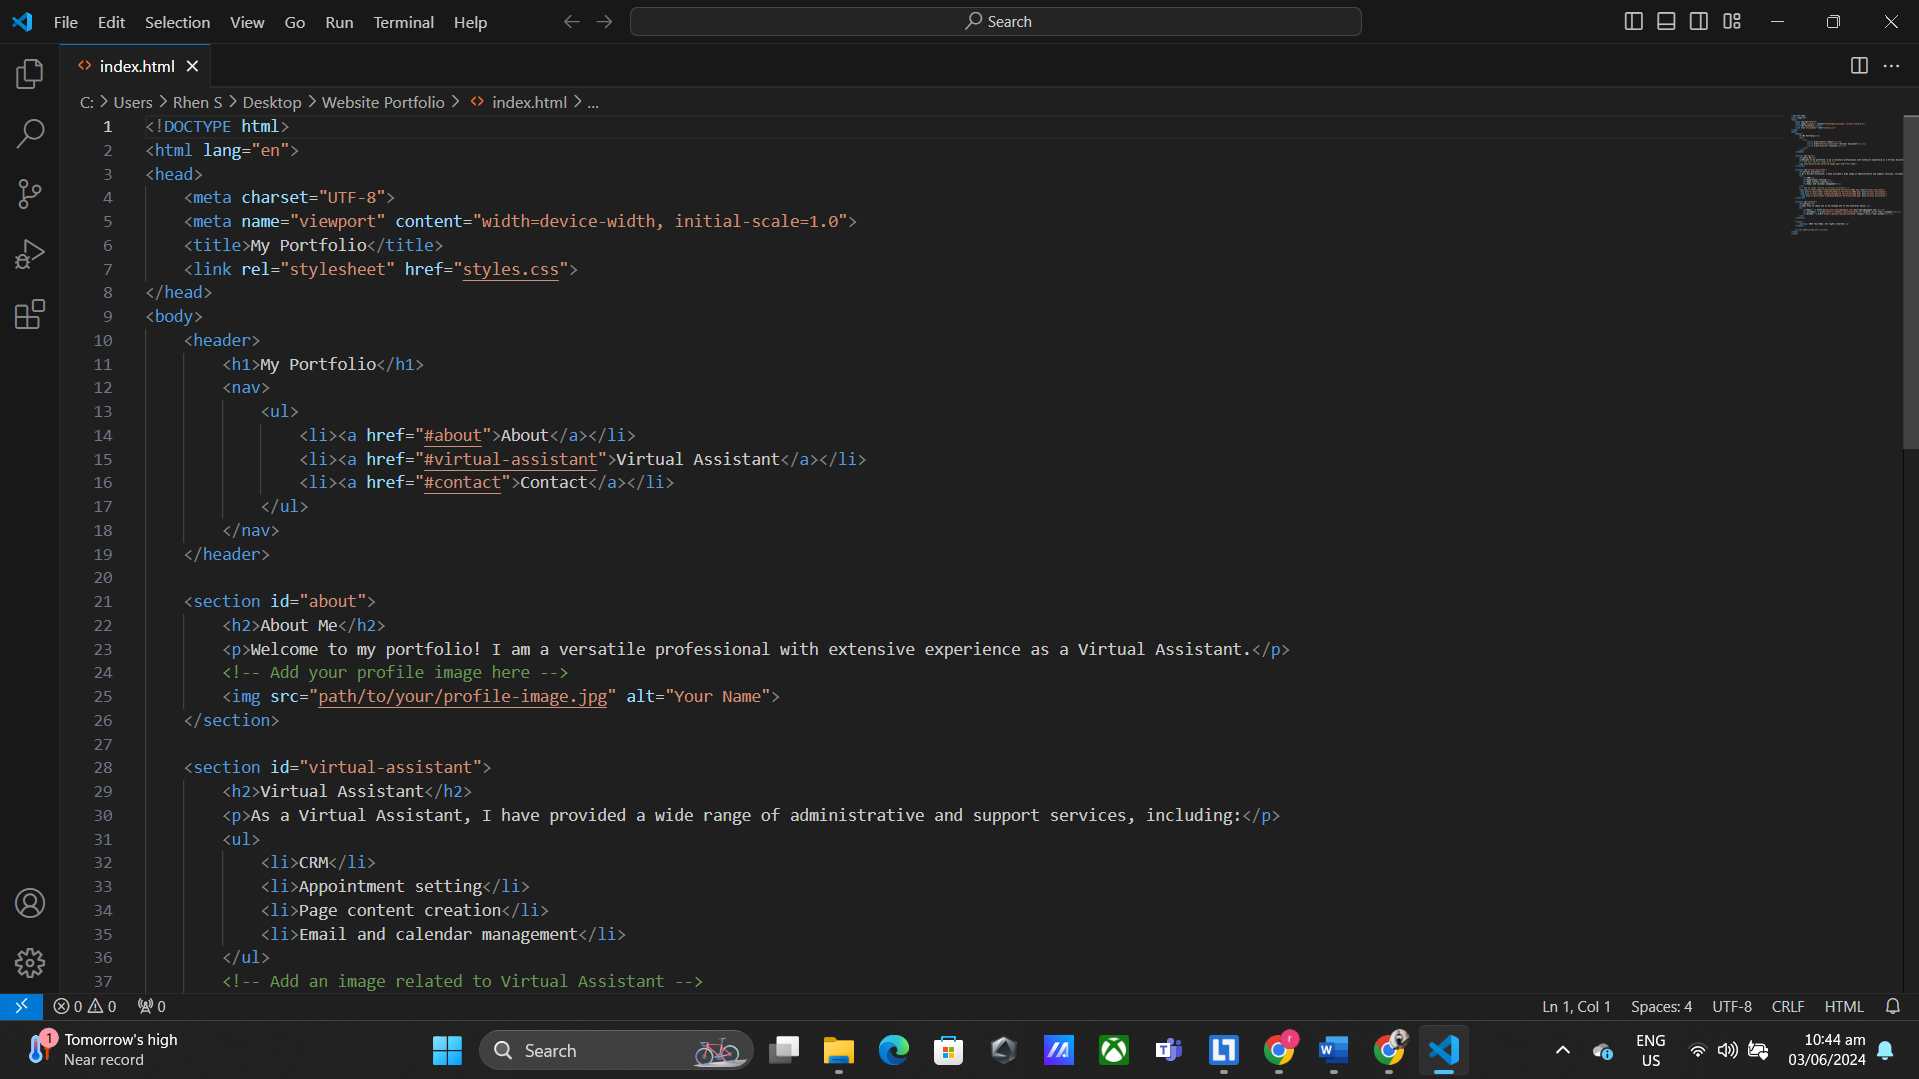 File Edit Selection View Go Run Terminal Help
Search
index.html
C: > Users > Rhen S > Desktop > Website Portfolio > index.html > ...
1 <!DOCTYPE html>
2 <html lang="en">
3 <head>
4 <meta charset="UTF-8">
5 <meta name="viewport" content="width=device-width, initial-scale=1.0">
6 <title>My Portfolio</title>
7 <link rel="stylesheet" href="styles.css">
8 </head>
9 <body>
10 <header>
11 <h1>My Portfolio</h1>
12 <nav>
13 <ul>
14 <li><a href="#about">About</a></li>
15 <li><a href="#virtual-assistant">Virtual Assistant</a></li>
16 <li><a href="#contact">Contact</a></li>
17 </ul>
18 </nav>
19 </header>
20
21 <section id="about">
22 <h2>About Me</h2>
23 <p>Welcome to my portfolio! I am a versatile professional with extensive experience as a Virtual Assistant.</p>
24 <!-- Add your profile image here -->
25 <img src="path/to/your/profile-image.jpg" alt="Your Name">
26 </section>
27
28 <section id="virtual-assistant">
29 <h2>Virtual Assistant</h2>
30 <p>As a Virtual Assistant, I have provided a wide range of administrative and support services, including:</p>
31 <ul>
32 <li>CRM</li>
33 <li>Appointment setting</li>
34 <li>Page content creation</li>
35 <li>Email and calendar management</li>
36 </ul>
37 <!-- Add an image related to Virtual Assistant -->
0 0 0
Ln 1, Col 1 Spaces: 4 UTF-8 CRLF HTML
1
Tomorrow's high
Near record
Search
ENG
US
10:44 am
03/06/2024